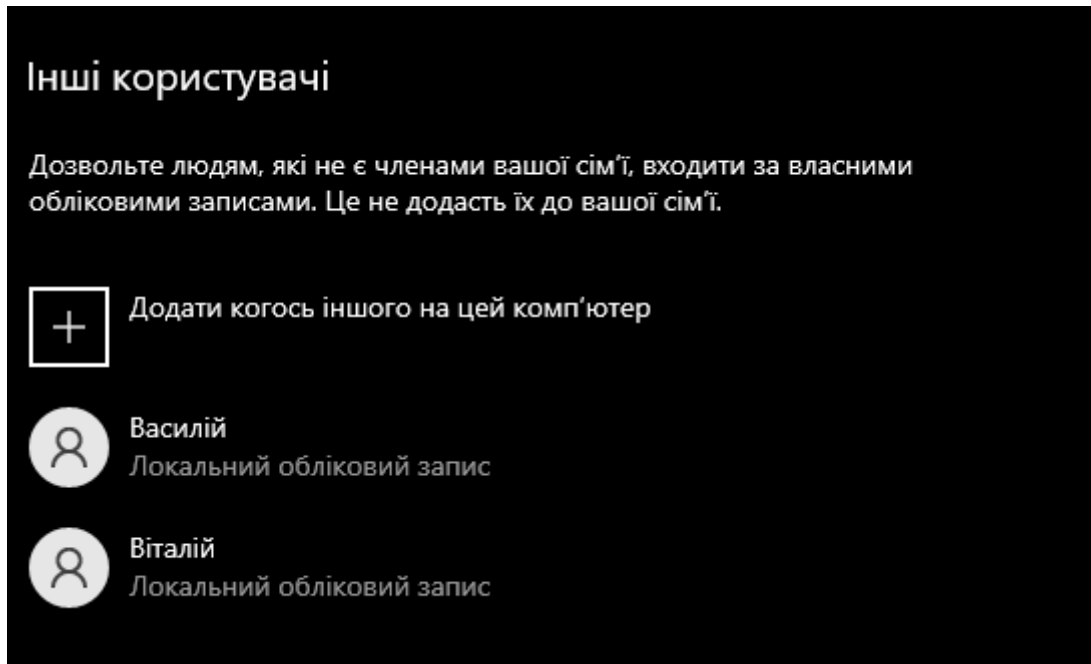 Інші користувачі
Дозвольте людям, які не є членами вашої сім’ї, входити за власними
обліковими записами. Це не додасть їх до вашої сім’ї.
Додати когось іншого на цей комп’ютер
Василій
Локальний обліковий запис
Віталій
Локальний обліковий запис